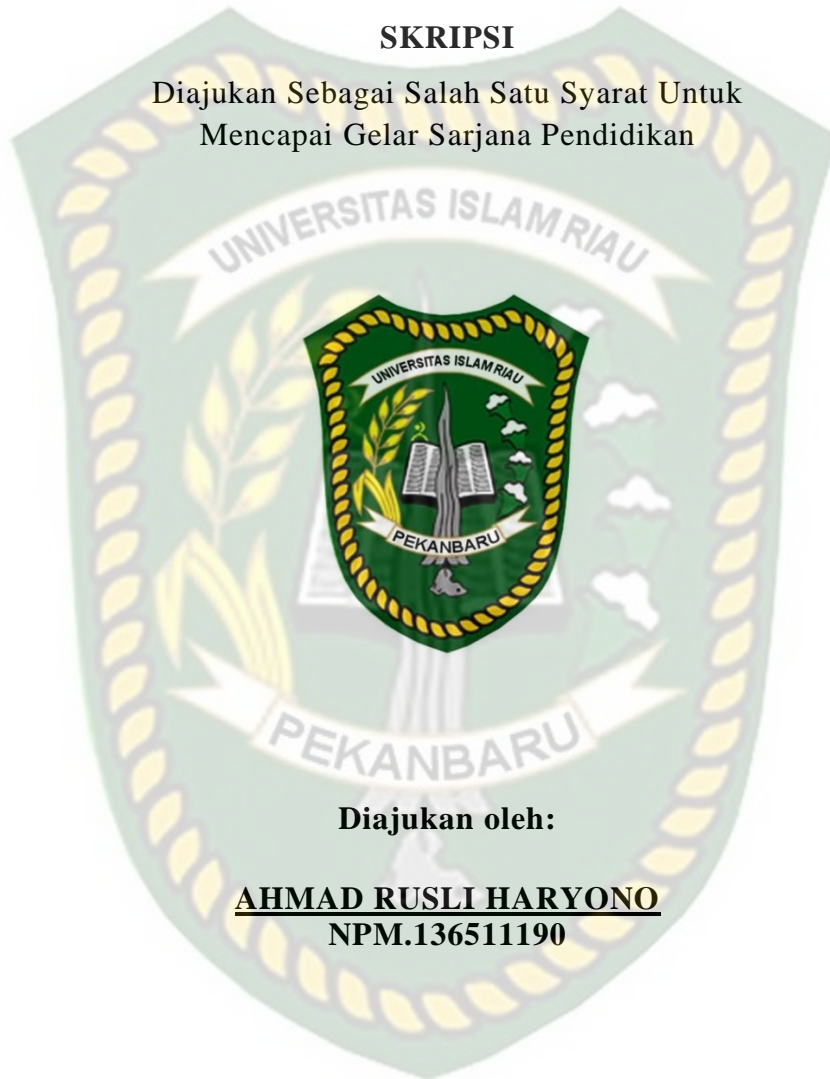 SKRIPSI
Diajukan Sebagai Salah Satu Syarat Untuk
Mencapai Gelar Sarjana Pendidikan
UNIVERSITAS ISLAM RIAU
UNIVERSITAS ISLAM RIAU
PEKANBARU
PEKANBARU
Diajukan oleh:
AHMAD RUSLI HARYONO
NPM.136511190